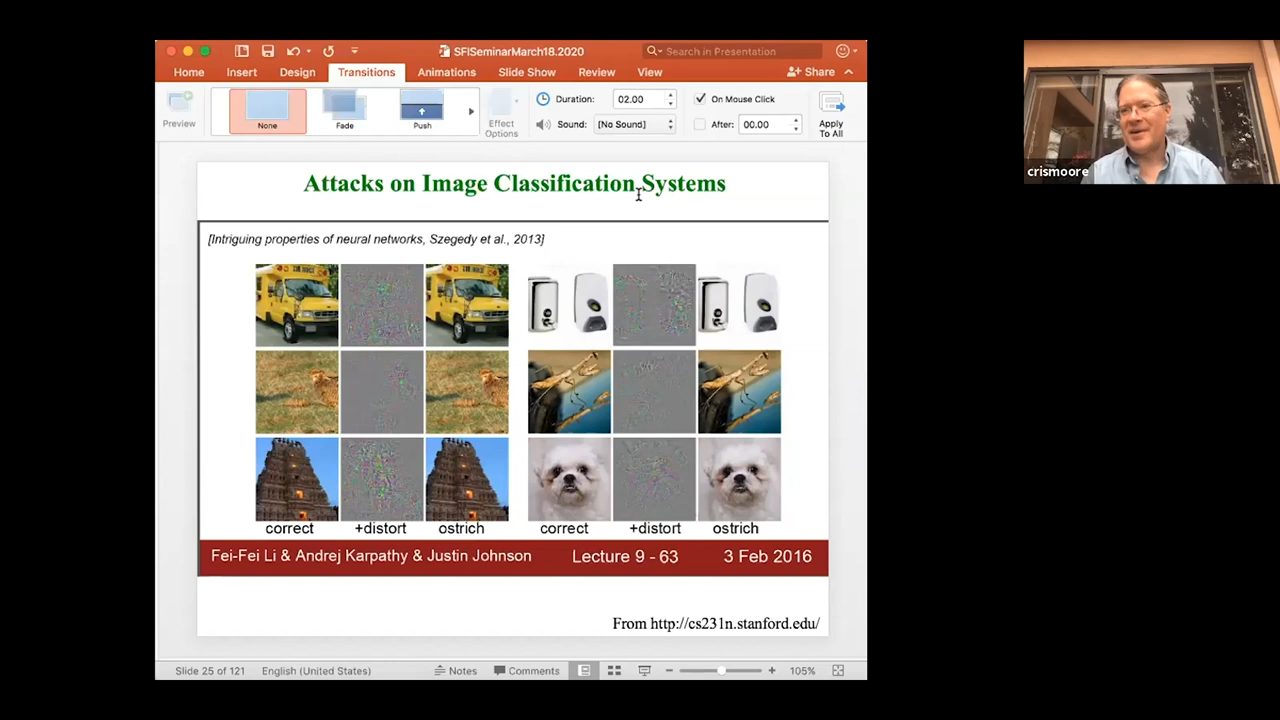 SFISeminarMarch18.2020
Search in Presentation
Home Insert Design Transitions Animations Slide Show Review View Share
Preview
None Fade Push
Effect Options
Duration: 02.00
Sound: [No Sound]
On Mouse Click
After: 00.00
Apply To All
Attacks on Image Classification Systems
[Intriguing properties of neural networks, Szegedy et al., 2013]
correct +distort ostrich correct +distort ostrich
Fei-Fei Li & Andrej Karpathy & Justin Johnson Lecture 9 - 63 3 Feb 2016
From http://cs231n.stanford.edu/
Slide 25 of 121 English (United States) Notes Comments 105%
crismoore